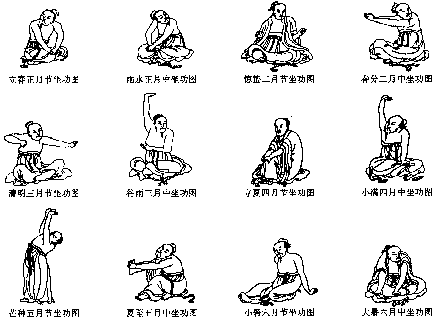 立春正月节坐功图
雨水正月中坐功图
惊蛰二月节坐功图
春分二月中坐功图
清明三月节坐功图
谷雨三月中坐功图
立夏四月节坐功图
小满四月中坐功图
芒种五月节坐功图
夏至五月中坐功图
小暑六月节坐功图
大暑六月中坐功图